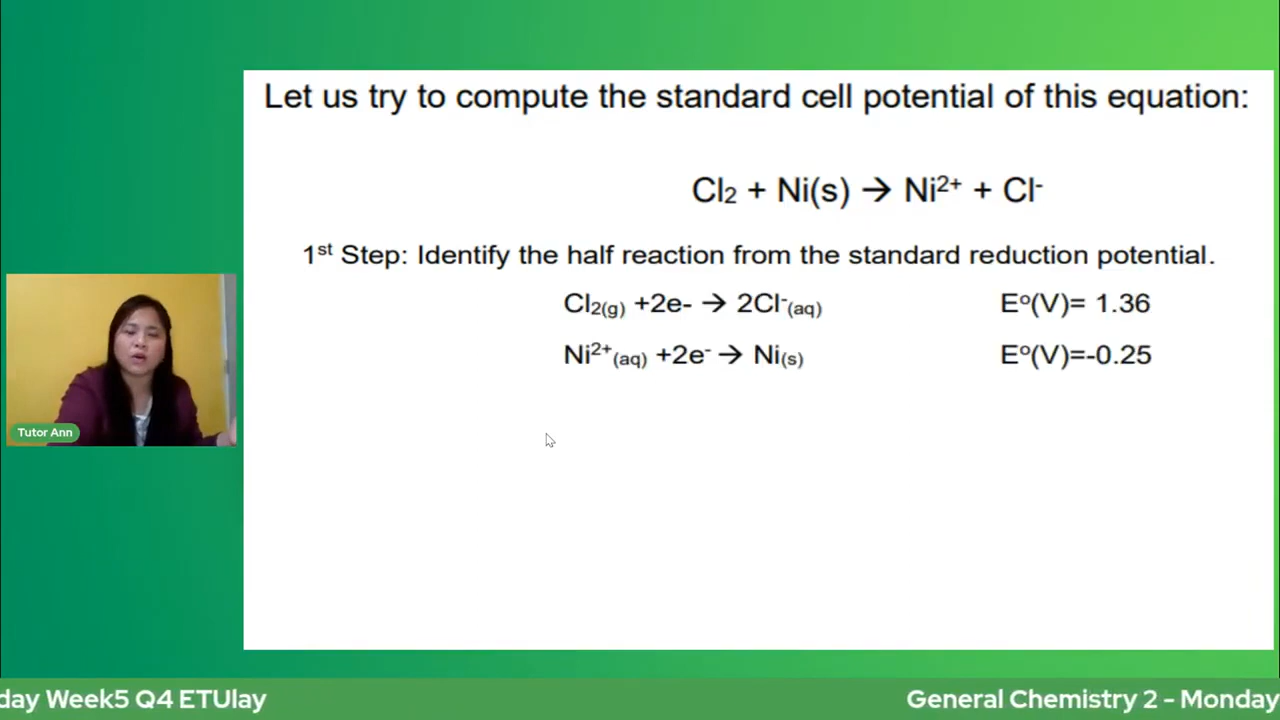 Let us try to compute the standard cell potential of this equation:
Cl₂ + Ni(s) → Ni²⁺ + Cl⁻
1ˢᵗ Step: Identify the half reaction from the standard reduction potential.
Cl₂(g) +2e- → 2Cl⁻(aq) Eº(V)= 1.36
Ni²⁺(aq) +2e⁻ → Ni(s) Eº(V)=-0.25
Tutor Ann
day Week5 Q4 ETUlay
General Chemistry 2 - Monday